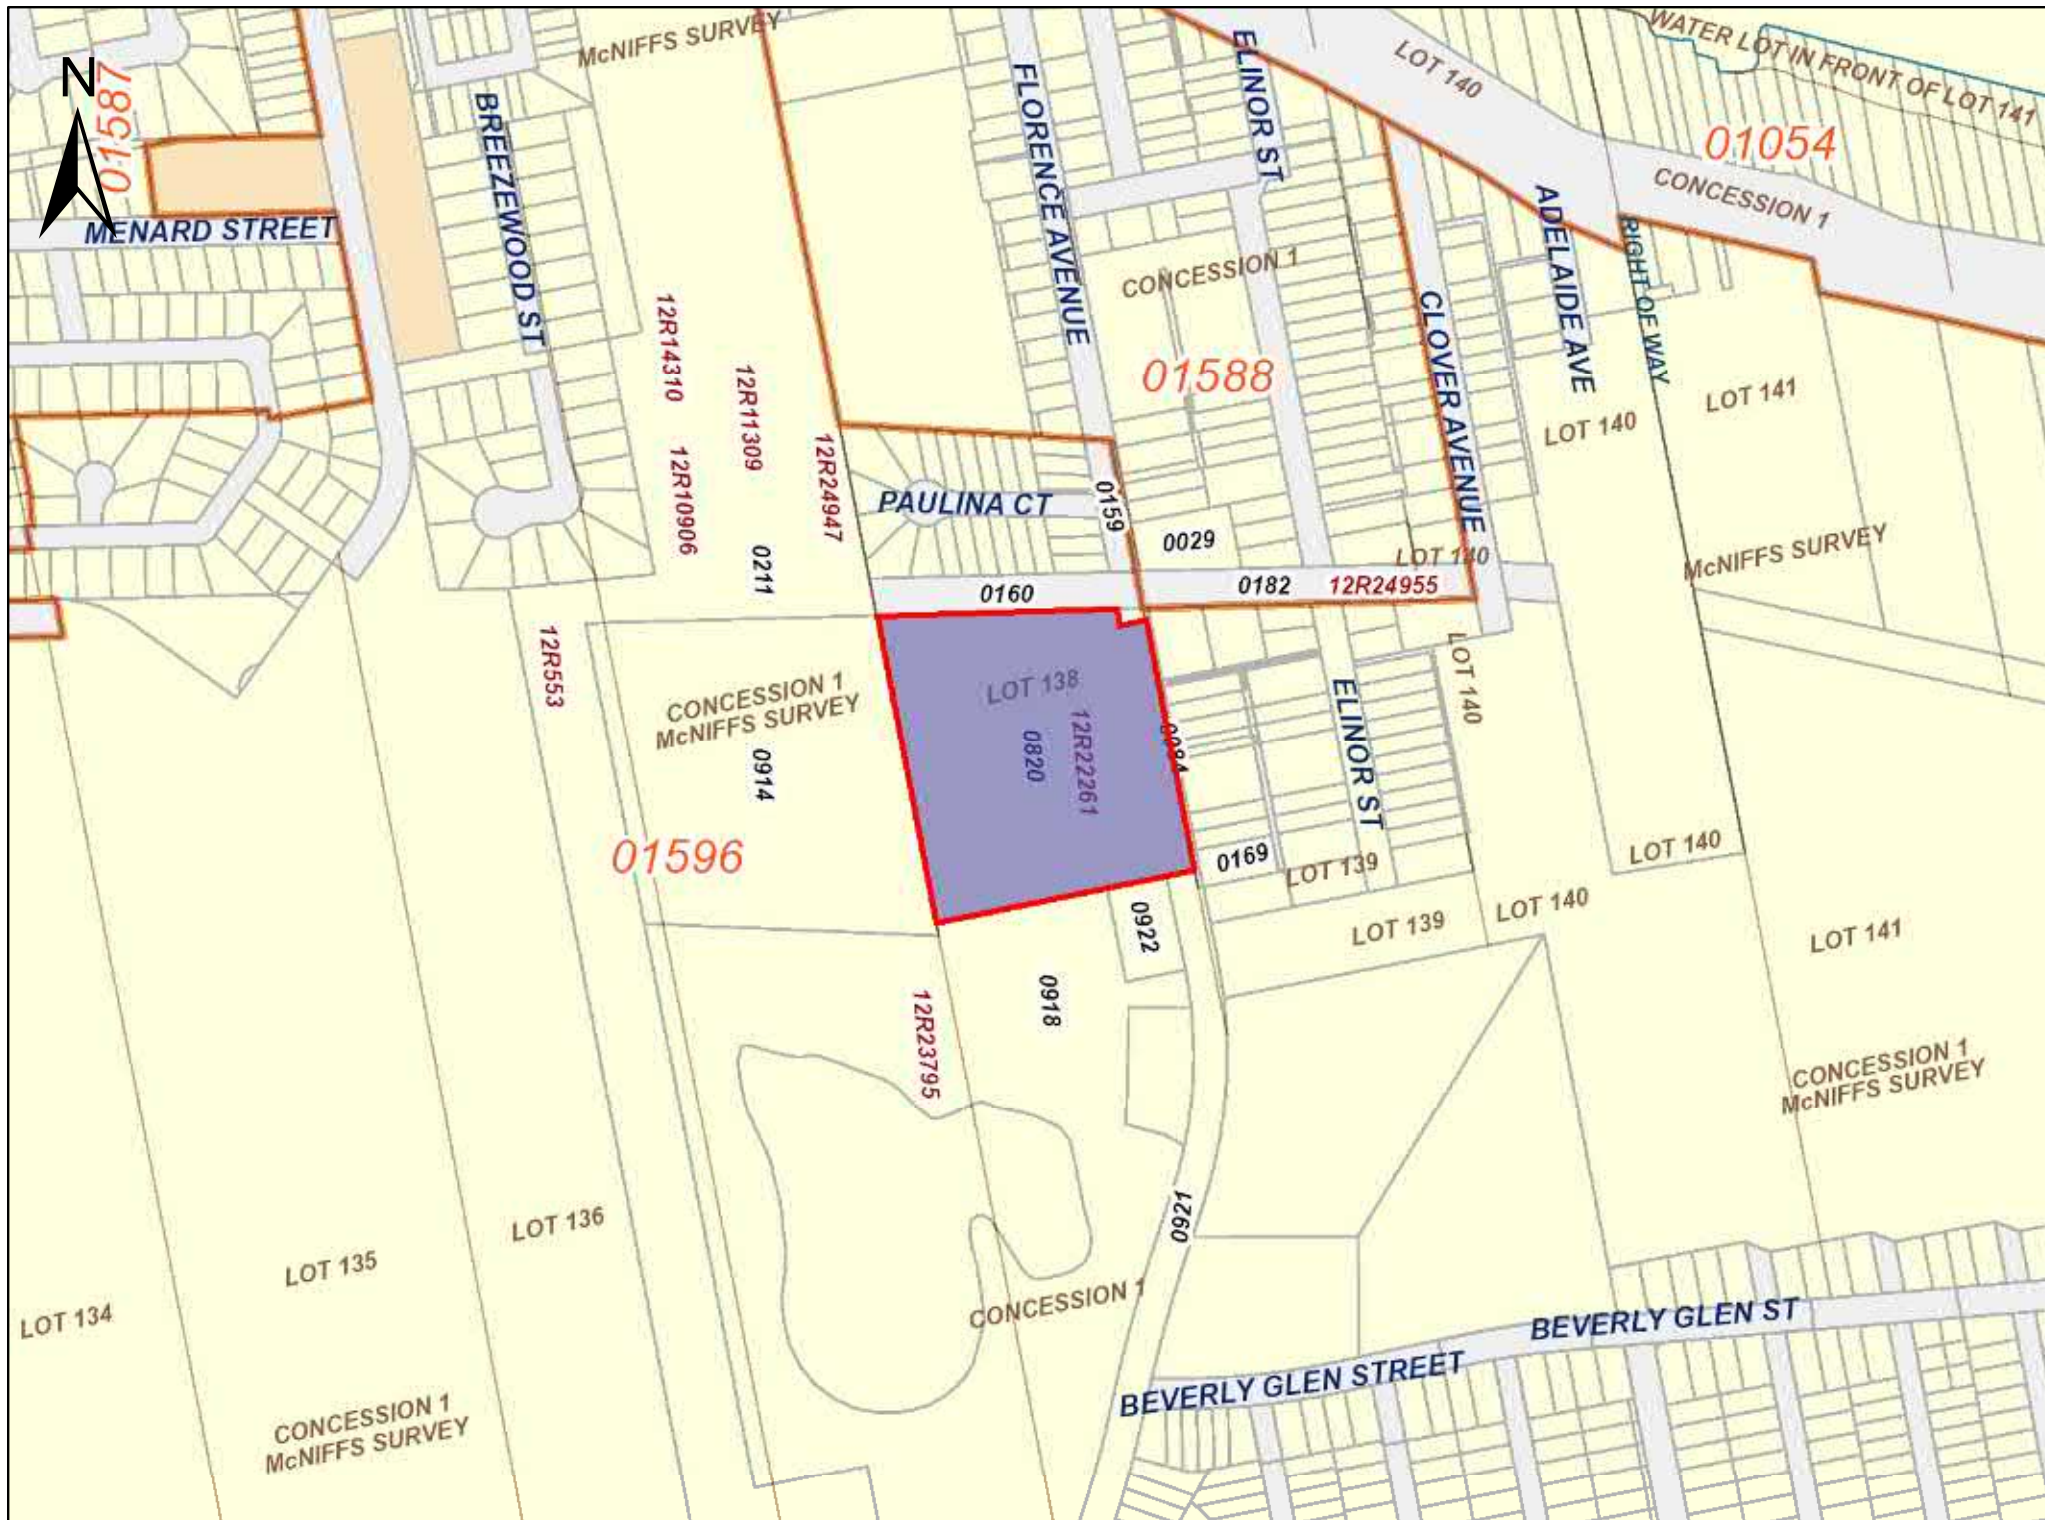 McNIFFS SURVEY
WATER LOT IN FRONT OF LOT 141
LOT 140
ELINOR ST
N
01587
FLORENCE AVENUE
BREEZEWOOD ST
01054
CONCESSION 1
ADELAIDE AVE
MENARD STREET
RIGHT OF WAY
CONCESSION 1
CLOVER AVENUE
12R14310
12R11309
01588
LOT 141
LOT 140
12R24947
12R10906
PAULINA CT
0159
0029
McNIFFS SURVEY
LOT 140
0211
0160
0182
12R24955
12R553
LOT 140
CONCESSION 1
McNIFFS SURVEY
LOT 138
12R22261
0820
0084
ELINOR ST
0914
01596
0169
LOT 139
LOT 140
0922
LOT 139
LOT 140
LOT 141
0918
12R23795
CONCESSION 1
McNIFFS SURVEY
0921
LOT 136
LOT 135
LOT 134
CONCESSION 1
BEVERLY GLEN ST
BEVERLY GLEN STREET
CONCESSION 1
McNIFFS SURVEY